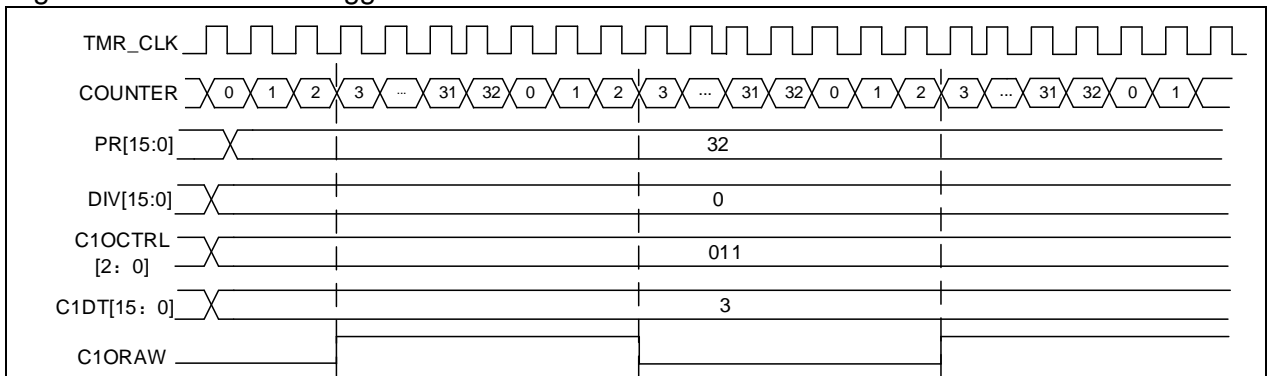 TMR_CLK
COUNTER 0 1 2 3 ... 31 32 0 1 2 3 ... 31 32 0 1 2 3 ... 31 32 0 1
PR[15:0] 32
DIV[15:0] 0
C1OCTRL
[2：0] 011
C1DT[15：0] 3
C1ORAW